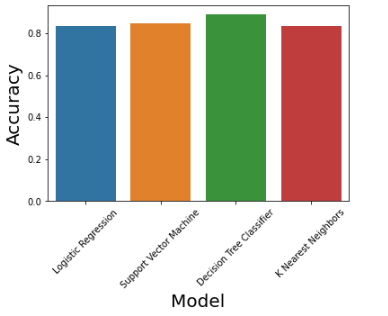 Accuracy
0.8
0.6
0.4
0.2
0.0
Logistic Regression
Support Vector Machine
Decision Tree Classifier
K Nearest Neighbors
Model